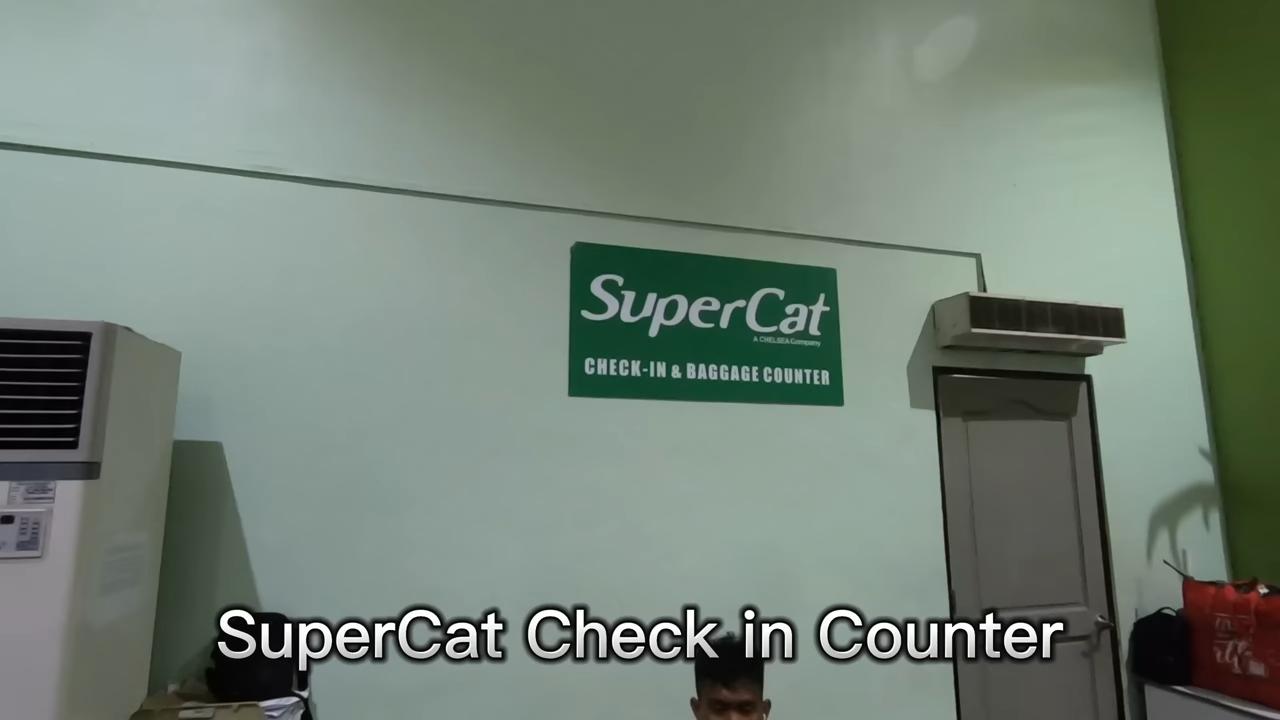 SuperCat
A CHELSEA Company
CHECK-IN & BAGGAGE COUNTER
SuperCat Check in Counter